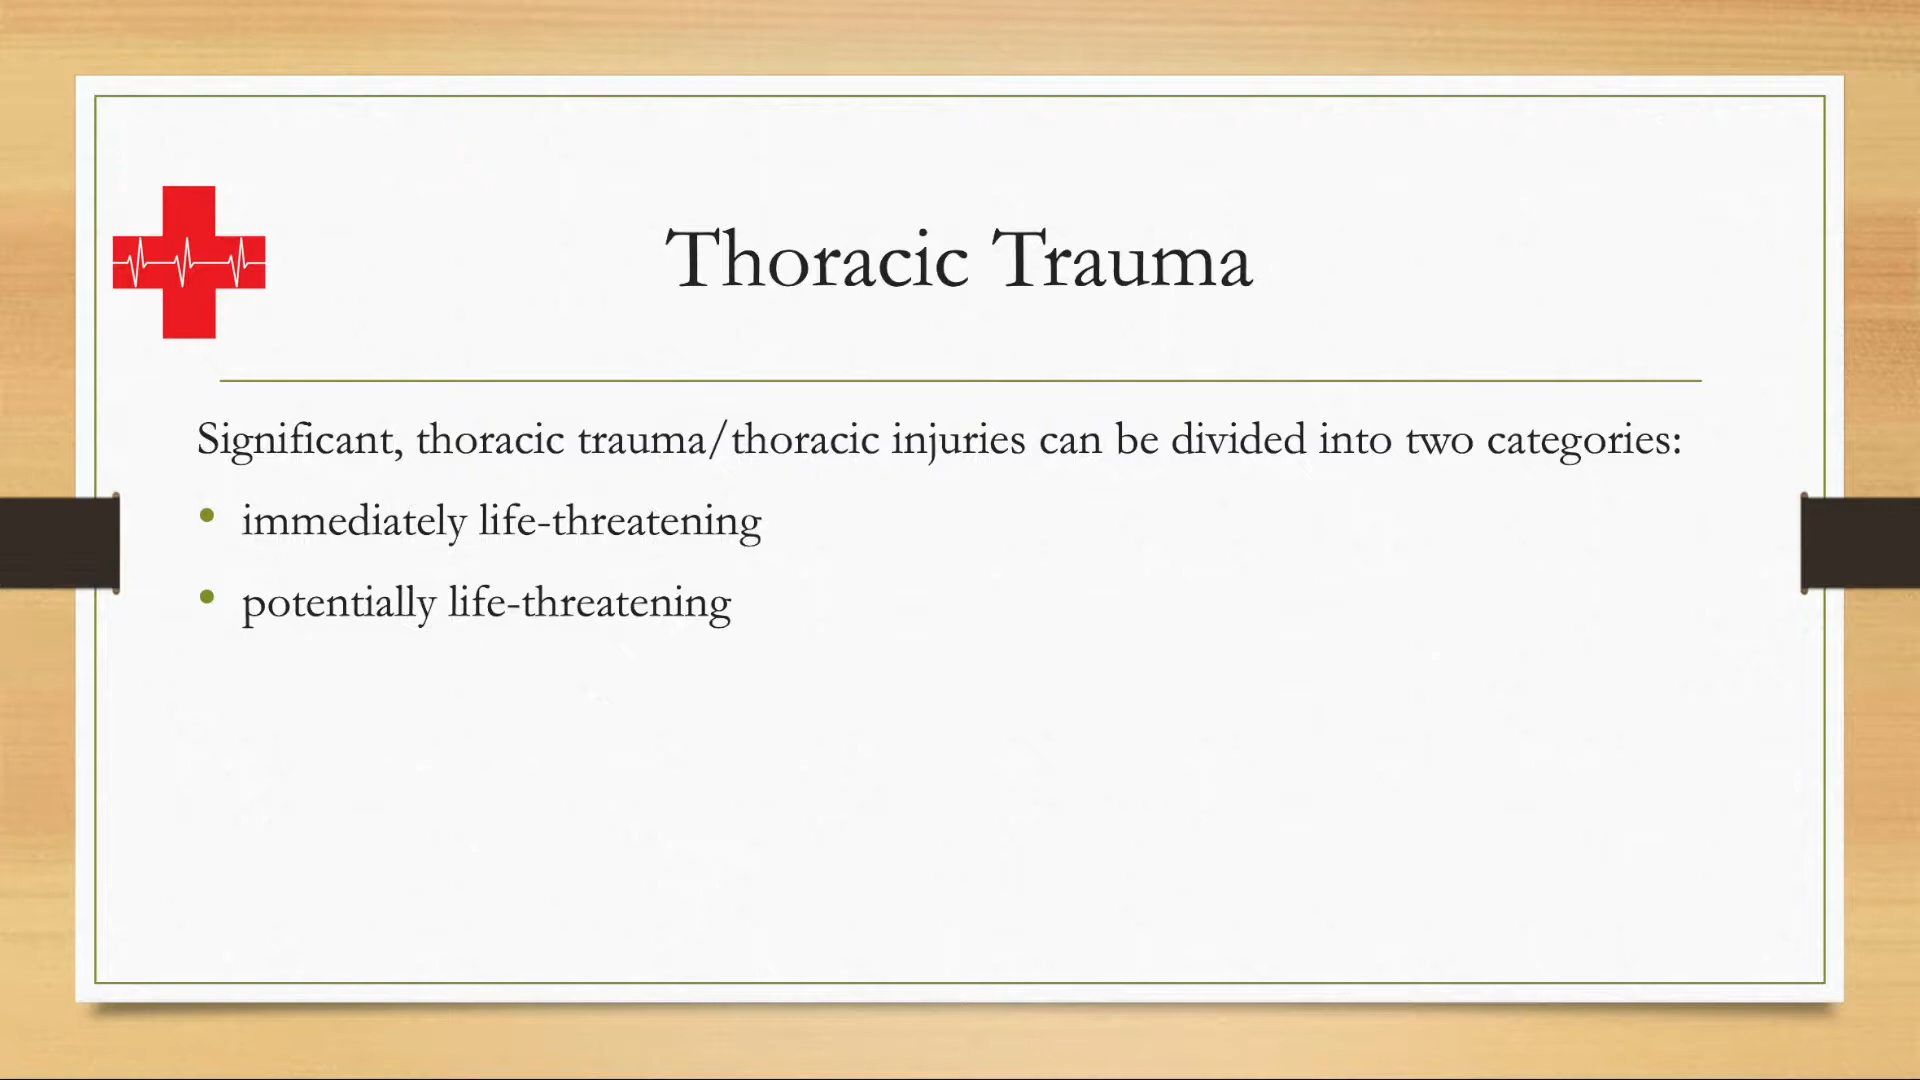 Thoracic Trauma
Significant, thoracic trauma/thoracic injuries can be divided into two categories:
• immediately life-threatening
• potentially life-threatening